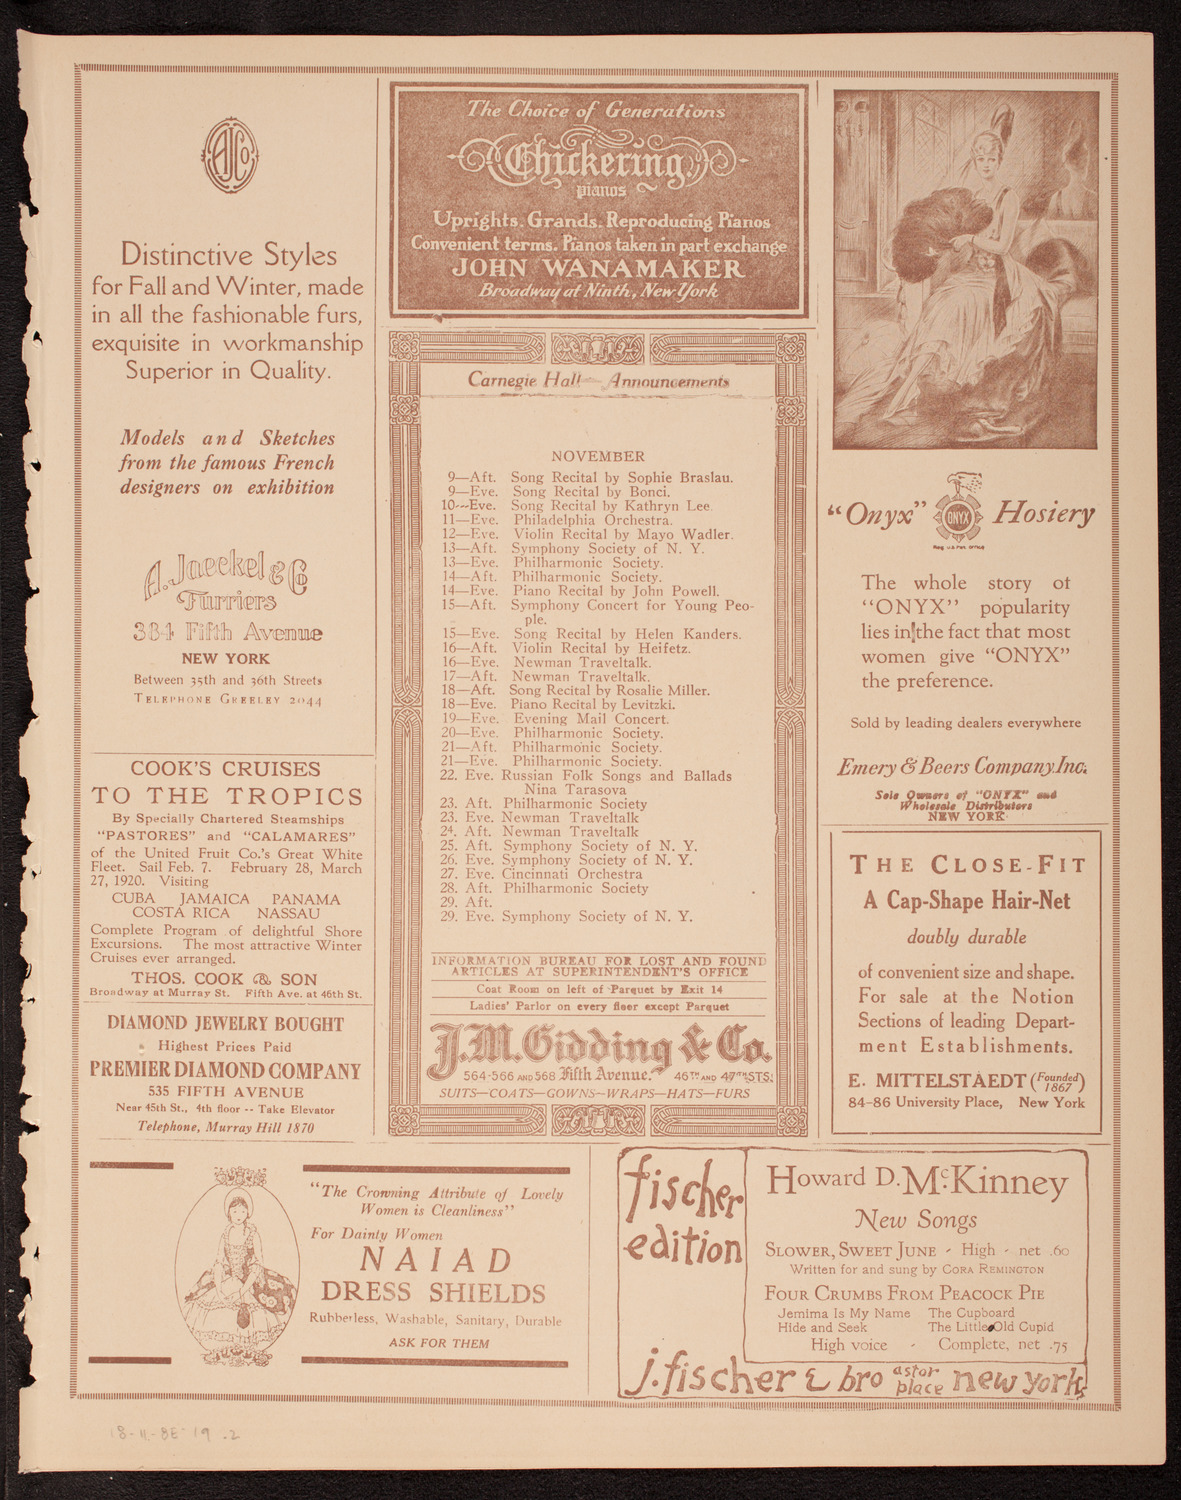 AJCo
Distinctive Styles
for Fall and Winter, made
in all the fashionable furs,
exquisite in workmanship
Superior in Quality.
Models and Sketches
from the famous French
designers on exhibition
A. Jaeckel & Co
Furriers
384 Fifth Avenue
NEW YORK
Between 35th and 36th Streets
TELEPHONE GREELEY 2044
COOK'S CRUISES
TO THE TROPICS
By Specially Chartered Steamships
"PASTORES" and "CALAMARES"
of the United Fruit Co.'s Great White
Fleet. Sail Feb. 7. February 28, March
27, 1920. Visiting
CUBA JAMAICA PANAMA
COSTA RICA NASSAU
Complete Program of delightful Shore
Excursions. The most attractive Winter
Cruises ever arranged.
THOS. COOK & SON
Broadway at Murray St. Fifth Ave. at 46th St.
DIAMOND JEWELRY BOUGHT
Highest Prices Paid
PREMIER DIAMOND COMPANY
535 FIFTH AVENUE
Near 45th St., 4th floor -- Take Elevator
Telephone, Murray Hill 1870
The Choice of Generations
Chickering
pianos
Uprights. Grands. Reproducing Pianos
Convenient terms. Pianos taken in part exchange
JOHN WANAMAKER
Broadway at Ninth, New York
Carnegie Hall—Announcements
NOVEMBER
9—Aft. Song Recital by Sophie Braslau.
9—Eve. Song Recital by Bonci.
10--Eve. Song Recital by Kathryn Lee
11—Eve. Philadelphia Orchestra.
12—Eve. Violin Recital by Mayo Wadler.
13—Aft. Symphony Society of N. Y.
13—Eve. Philharmonic Society.
14—Aft. Philharmonic Society.
14—Eve. Piano Recital by John Powell.
15—Aft. Symphony Concert for Young Peo-
ple.
15—Eve. Song Recital by Helen Kanders.
16—Aft. Violin Recital by Heifetz.
16—Eve. Newman Traveltalk.
17—Aft. Newman Traveltalk.
18—Aft. Song Recital by Rosalie Miller.
18—Eve. Piano Recital by Levitzki.
19—Eve. Evening Mail Concert.
20—Eve. Philharmonic Society.
21—Aft. Philharmonic Society.
21—Eve. Philharmonic Society.
22. Eve. Russian Folk Songs and Ballads
Nina Tarasova
23. Aft. Philharmonic Society
23. Eve. Newman Traveltalk
24. Aft. Newman Traveltalk
25. Aft. Symphony Society of N. Y.
26. Eve. Symphony Society of N. Y.
27. Eve. Cincinnati Orchestra
28. Aft. Philharmonic Society
29. Aft.
29. Eve. Symphony Society of N. Y.
INFORMATION BUREAU FOR LOST AND FOUND
ARTICLES AT SUPERINTENDENT'S OFFICE
Coat Room on left of Parquet by Exit 14
Ladies' Parlor on every floor except Parquet
J.M. Gidding & Co.
564-566 AND 568 Fifth Avenue. 46TH AND 47TH STS.
SUITS—COATS—GOWNS—WRAPS—HATS—FURS
"Onyx" ONYX Hosiery
Reg. U.S. Pat. Office
The whole story of
"ONYX" popularity
lies in the fact that most
women give "ONYX"
the preference.
Sold by leading dealers everywhere
Emery & Beers Company, Inc.
Sole Owners of "ONYX" and
Wholesale Distributors
NEW YORK
THE CLOSE-FIT
A Cap-Shape Hair-Net
doubly durable
of convenient size and shape.
For sale at the Notion
Sections of leading Depart-
ment Establishments.
E. MITTELSTAEDT (Founded 1867)
84-86 University Place, New York
"The Crowning Attribute of Lovely
Women is Cleanliness"
For Dainty Women
NAIAD
DRESS SHIELDS
Rubberless, Washable, Sanitary, Durable
ASK FOR THEM
fischer
edition
Howard D. McKinney
New Songs
SLOWER, SWEET JUNE - High - net .60
Written for and sung by CORA REMINGTON
FOUR CRUMBS FROM PEACOCK PIE
Jemima Is My Name The Cupboard
Hide and Seek The Little Old Cupid
High voice - Complete, net .75
j. fischer & bro astor place new york
18-11-8E-19 .2